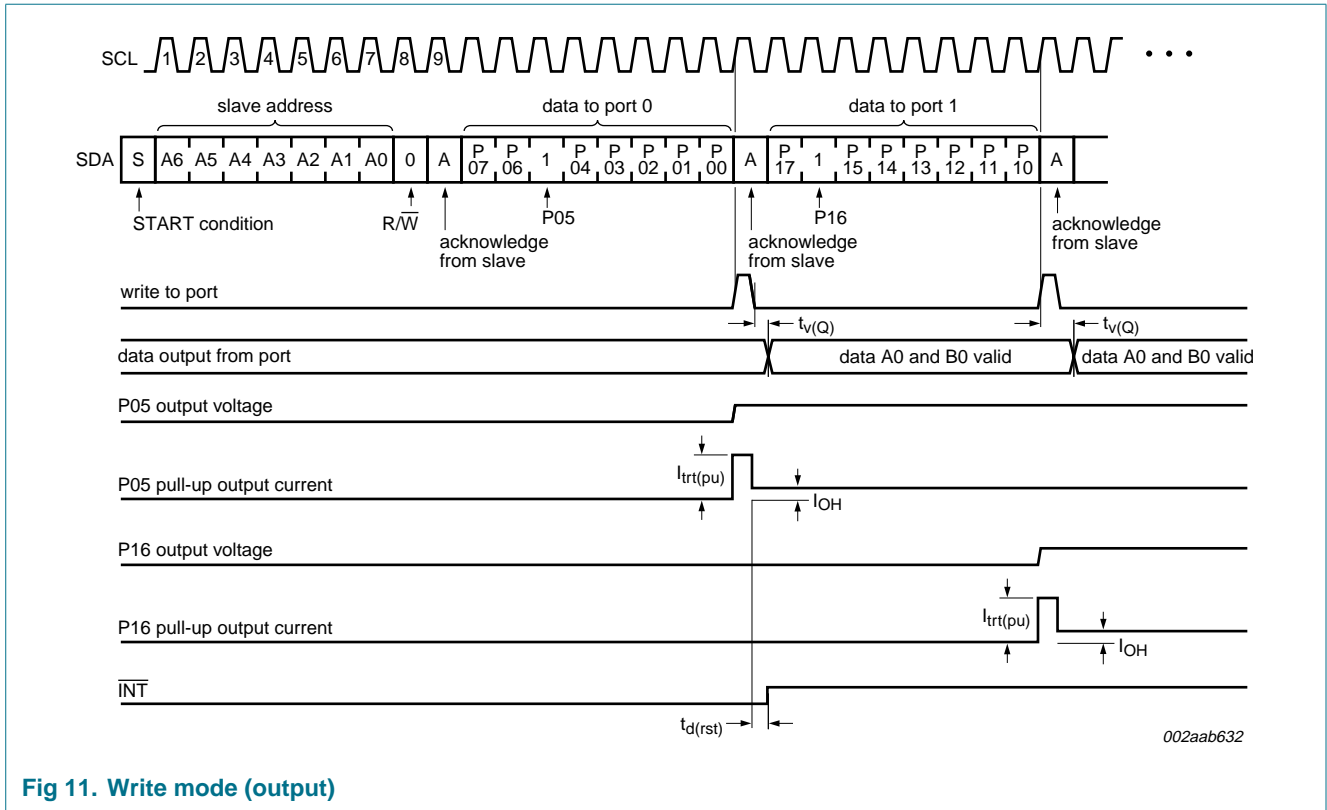 SCL 1 2 3 4 5 6 7 8 9
slave address data to port 0 data to port 1
SDA S A6 A5 A4 A3 A2 A1 A0 0 A P07 P06 1 P04 P03 P02 P01 P00 A P17 1 P15 P14 P13 P12 P11 P10 A
START condition R/W̅ acknowledge from slave P05 acknowledge from slave P16 acknowledge from slave
write to port
tv(Q) tv(Q)
data output from port data A0 and B0 valid data A0 and B0 valid
P05 output voltage
Itrt(pu)
P05 pull-up output current
IOH
P16 output voltage
Itrt(pu)
P16 pull-up output current
IOH
I̅N̅T̅
td(rst)
002aab632
Fig 11. Write mode (output)